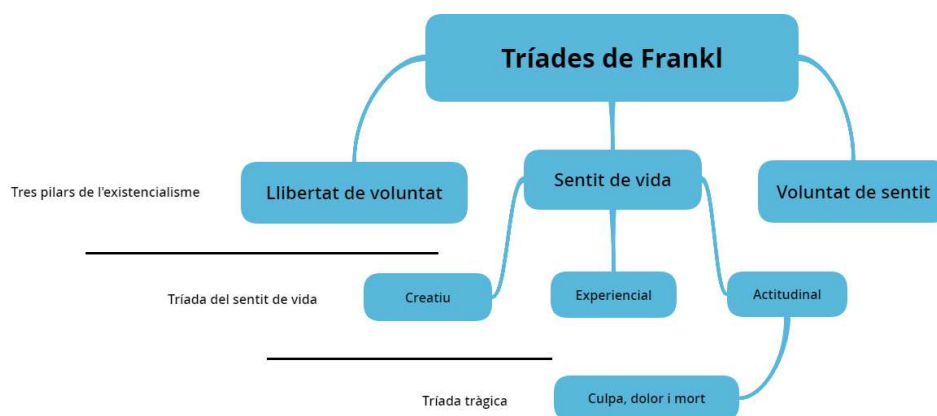 Tríades de Frankl
Tres pilars de l'existencialisme
Llibertat de voluntat
Sentit de vida
Voluntat de sentit
Tríada del sentit de vida
Creatiu
Experiencial
Actitudinal
Tríada tràgica
Culpa, dolor i mort